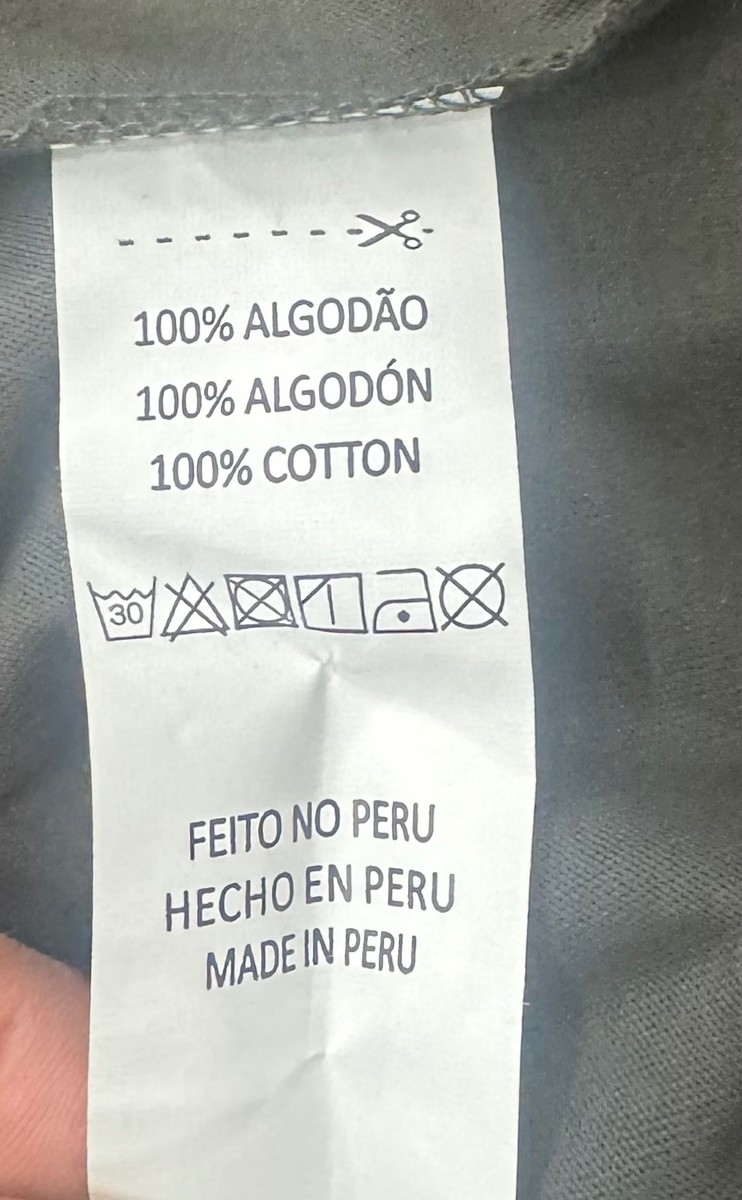 100% ALGODÃO
100% ALGODÓN
100% COTTON
30
FEITO NO PERU
HECHO EN PERU
MADE IN PERU